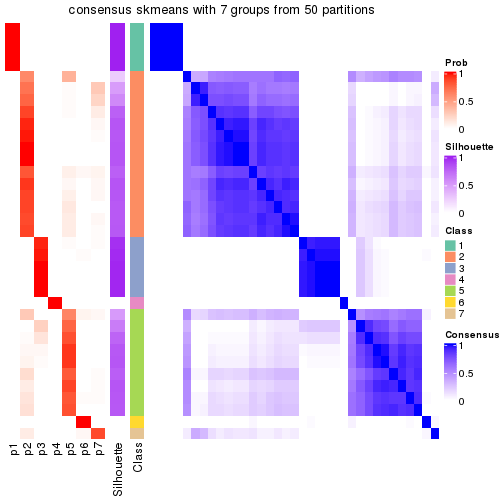 consensus skmeans with 7 groups from 50 partitions
Prob
1
0.5
0
Silhouette
1
0.5
0
Class
1
2
3
4
5
6
7
Consensus
1
0.5
0
p1
p2
p3
p4
p5
p6
p7
Silhouette
Class